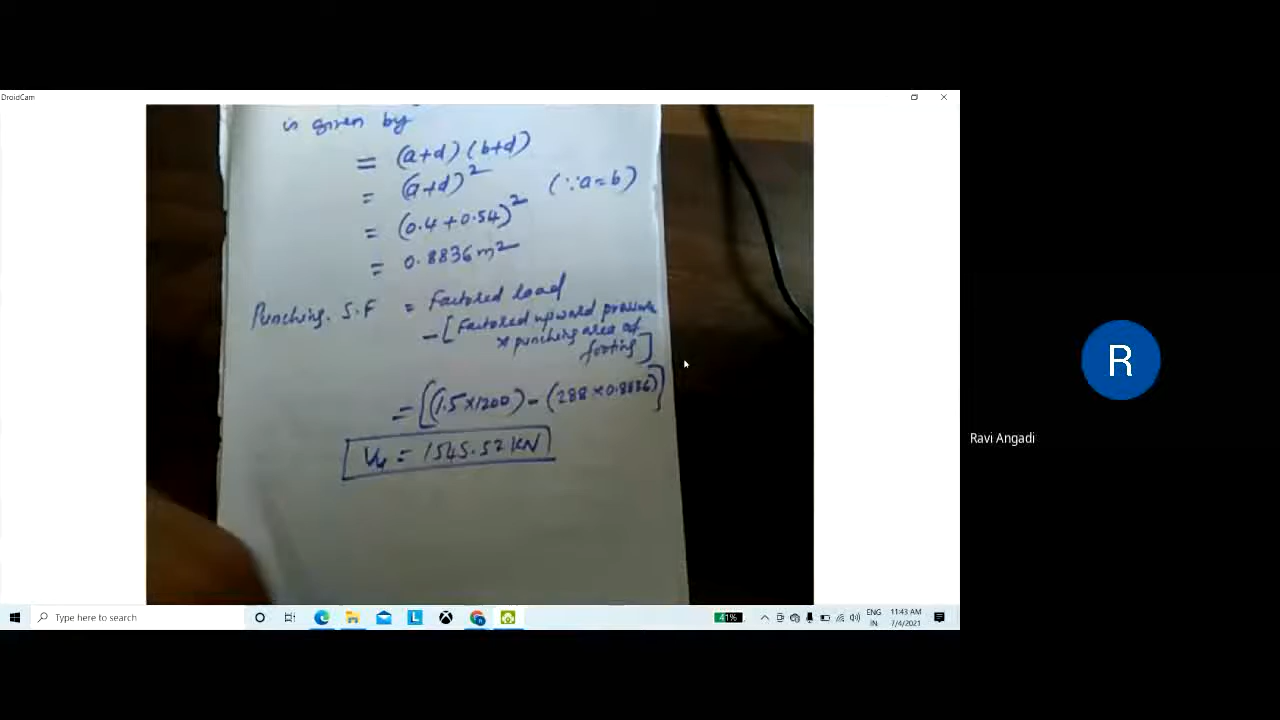 DroidCam
is given by
= (a+d) (b+d)
= (a+d)² (∵a=b)
= (0.4+0.54)²
= 0.8836m²
Punching. S.F = Factored load
- [Factored upward pressure
× punching area of
footing]
= [(1.5×1200) - (288×0.8836)]
Vu = 1545.52 KN
R
Ravi Angadi
Type here to search
41%
ENG
IN
11:43 AM
7/4/2021